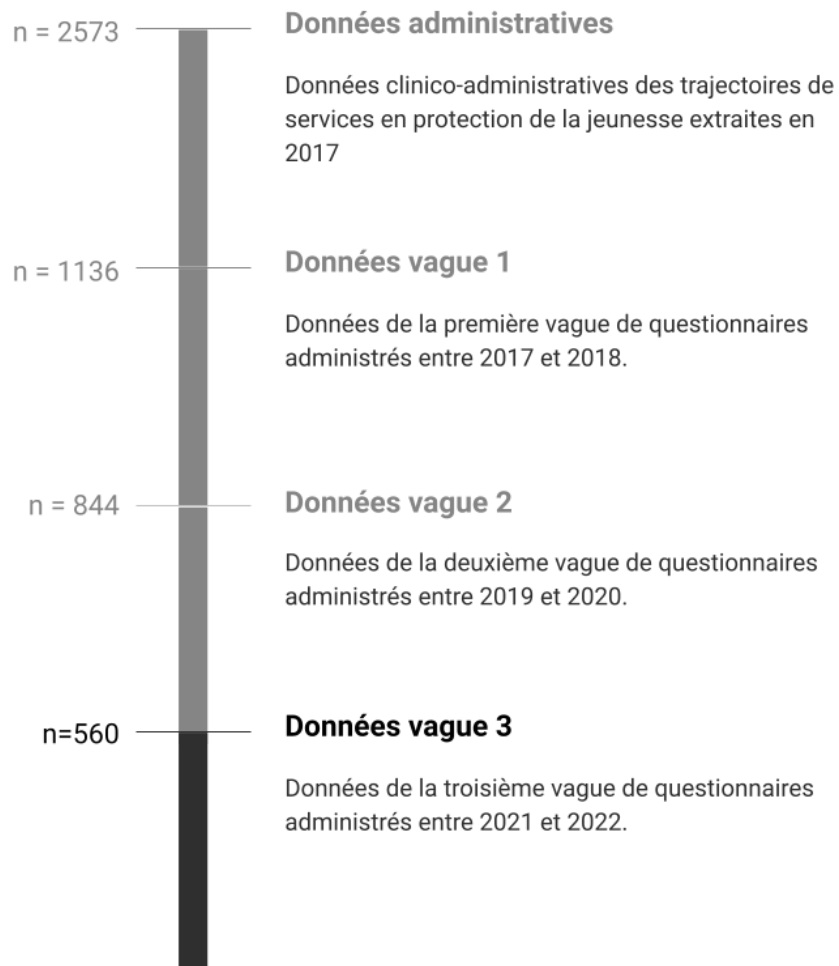 n = 2573
Données administratives
Données clinico-administratives des trajectoires de
services en protection de la jeunesse extraites en
2017
n = 1136
Données vague 1
Données de la première vague de questionnaires
administrés entre 2017 et 2018.
n = 844
Données vague 2
Données de la deuxième vague de questionnaires
administrés entre 2019 et 2020.
n=560
Données vague 3
Données de la troisième vague de questionnaires
administrés entre 2021 et 2022.